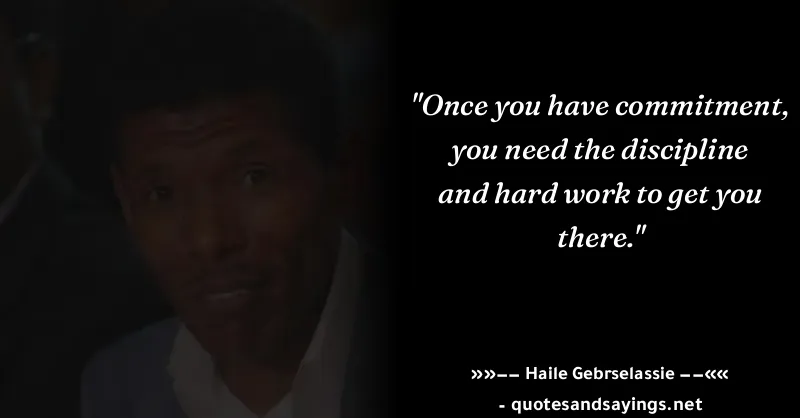 "Once you have commitment,
you need the discipline
and hard work to get you
there."
»»—— Haile Gebrselassie ——««
- quotesandsayings.net